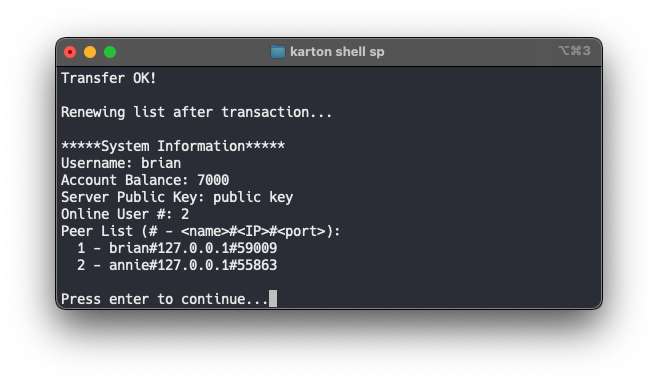 karton shell sp
⌥⌘3
Transfer OK!
Renewing list after transaction...
*****System Information*****
Username: brian
Account Balance: 7000
Server Public Key: public key
Online User #: 2
Peer List (# - <name>#<IP>#<port>):
1 - brian#127.0.0.1#59009
2 - annie#127.0.0.1#55863
Press enter to continue...